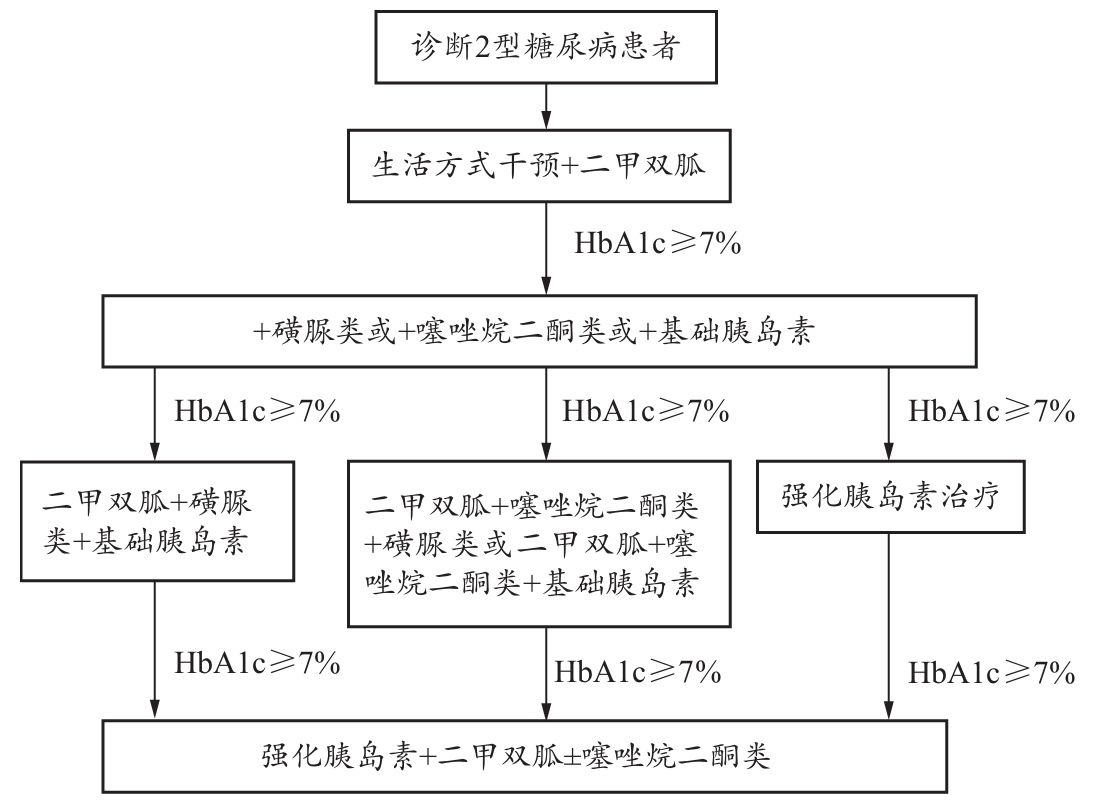 诊断2型糖尿病患者
生活方式干预+二甲双胍
HbA1c≥7%
+磺脲类或+噻唑烷二酮类或+基础胰岛素
HbA1c≥7%
HbA1c≥7%
HbA1c≥7%
二甲双胍+磺脲
类+基础胰岛素
二甲双胍+噻唑烷二酮类
+磺脲类或二甲双胍+噻
唑烷二酮类+基础胰岛素
强化胰岛素治疗
HbA1c≥7%
HbA1c≥7%
HbA1c≥7%
强化胰岛素+二甲双胍±噻唑烷二酮类